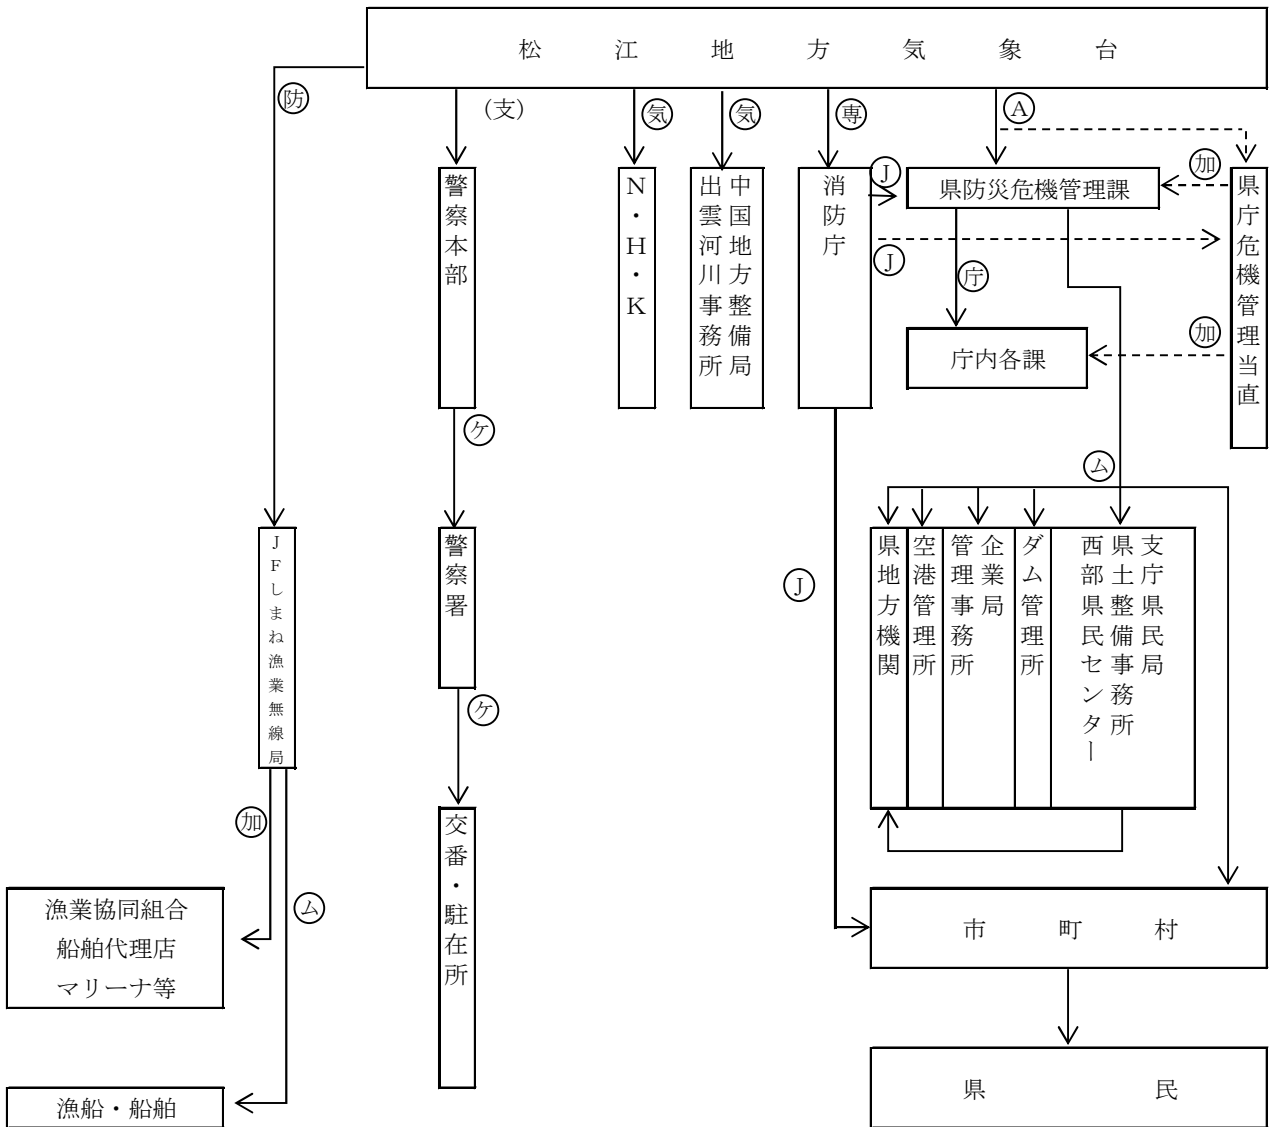 松江地方気象台
防
(支)
気
気
専
A
警察本部
N・H・K
中国地方整備局
出雲河川事務所
消防庁
J
県防災危機管理課
加
県庁危機管理当直
J
庁
加
庁内各課
ケ
ム
JFしまね漁業無線局
警察署
J
県地方機関
空港管理所
企業局
管理事務所
ダム管理所
支庁県民局
県土整備事務所
西部県民センター
ケ
加
ム
交番・駐在所
漁業協同組合
船舶代理店
マリーナ等
市町村
漁船・船舶
県民